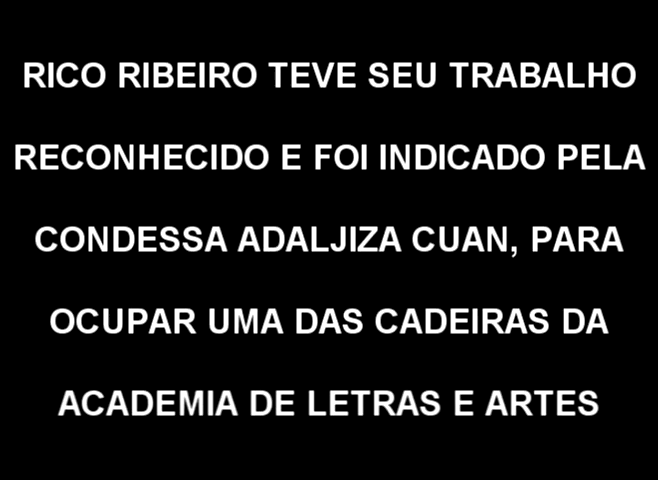 RICO RIBEIRO TEVE SEU TRABALHO
RECONHECIDO E FOI INDICADO PELA
CONDESSA ADALJIZA CUAN, PARA
OCUPAR UMA DAS CADEIRAS DA
ACADEMIA DE LETRAS E ARTES